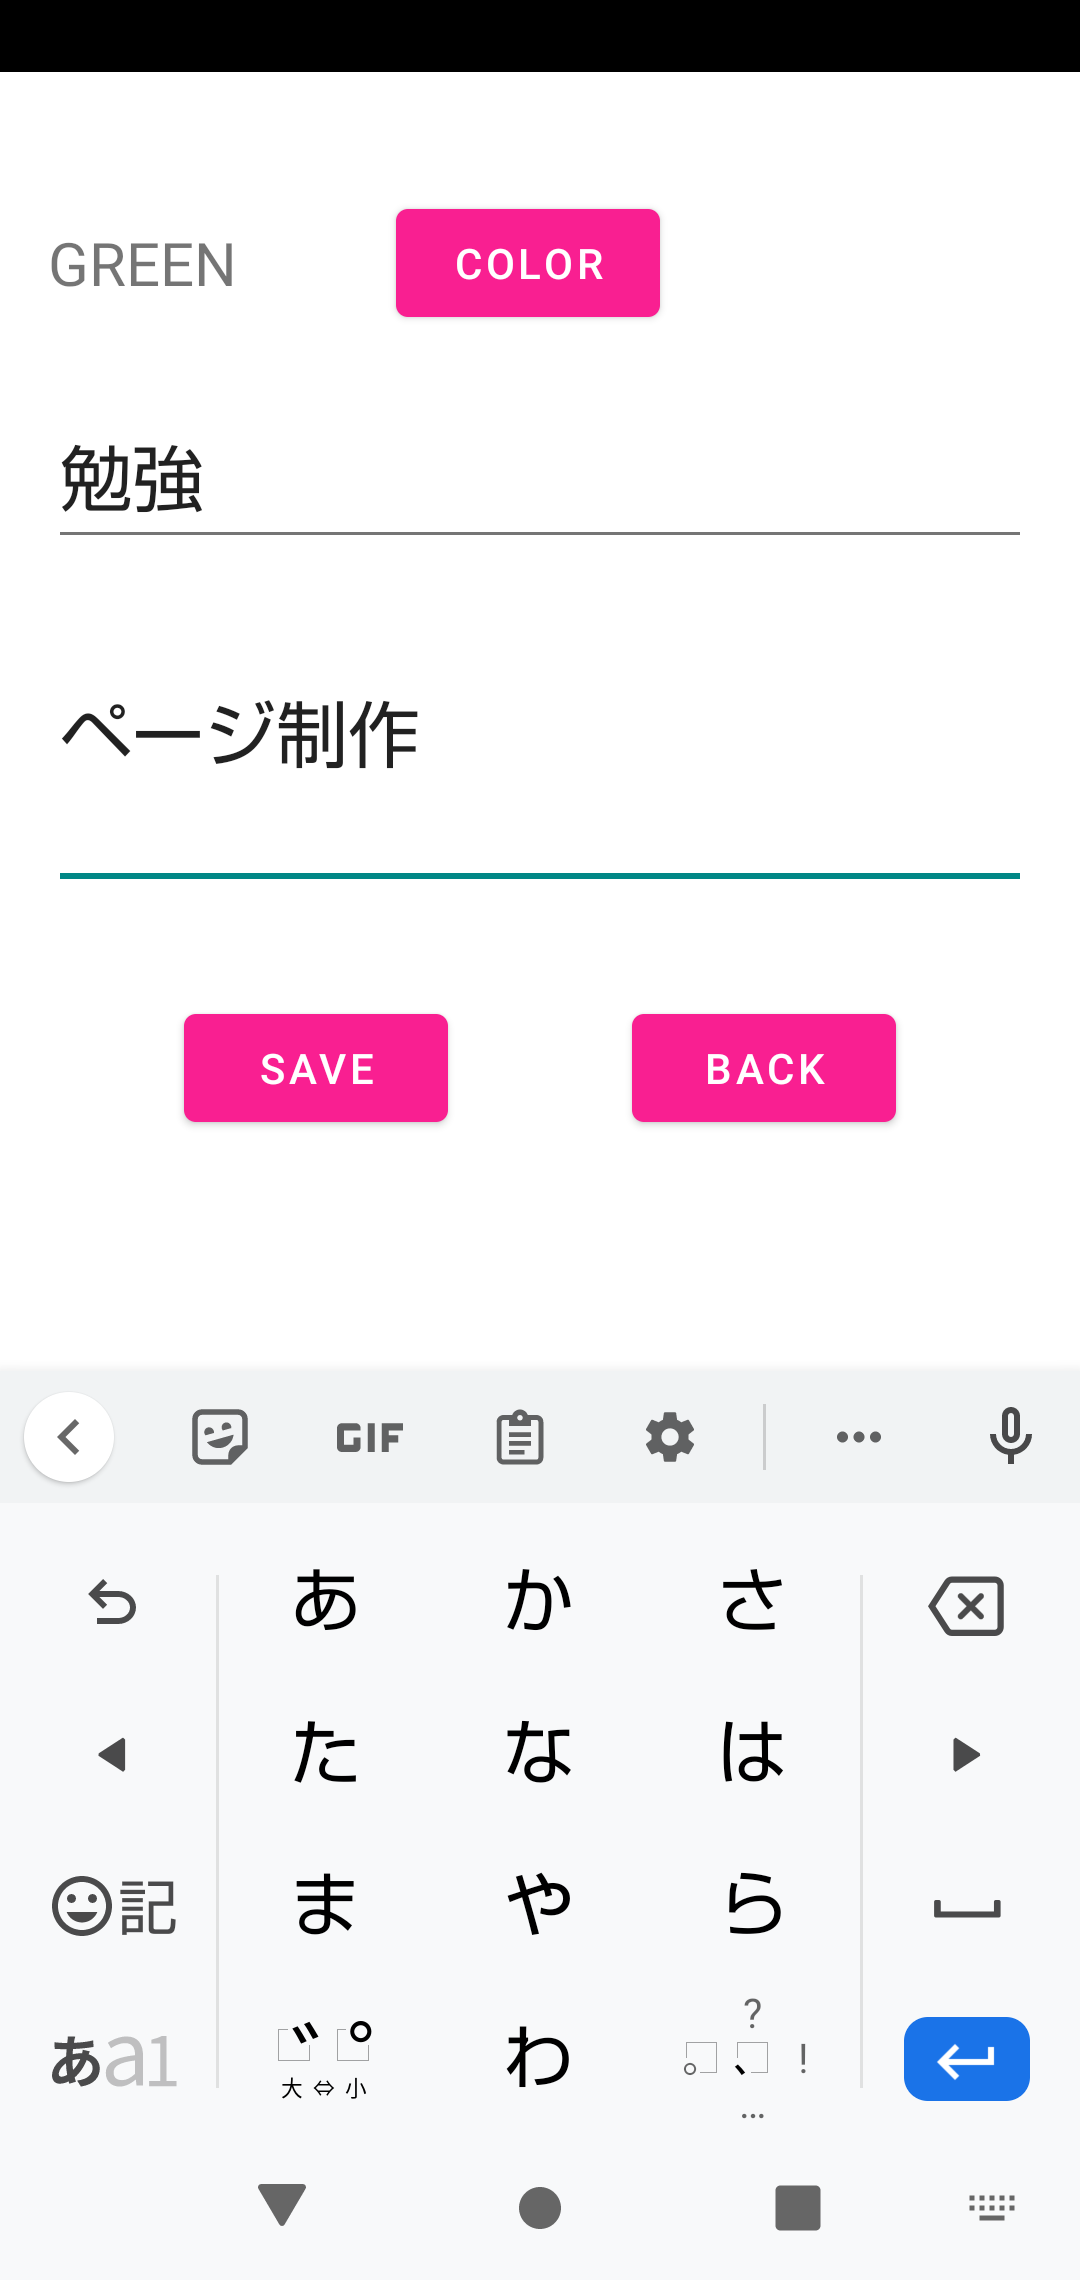 GREEN COLOR
勉強
ページ制作
SAVE BACK
GIF
あ か さ
た な は
記 ま や ら
あa1 ゛ ゜ 大⇔小 わ 。 、 ? ! …